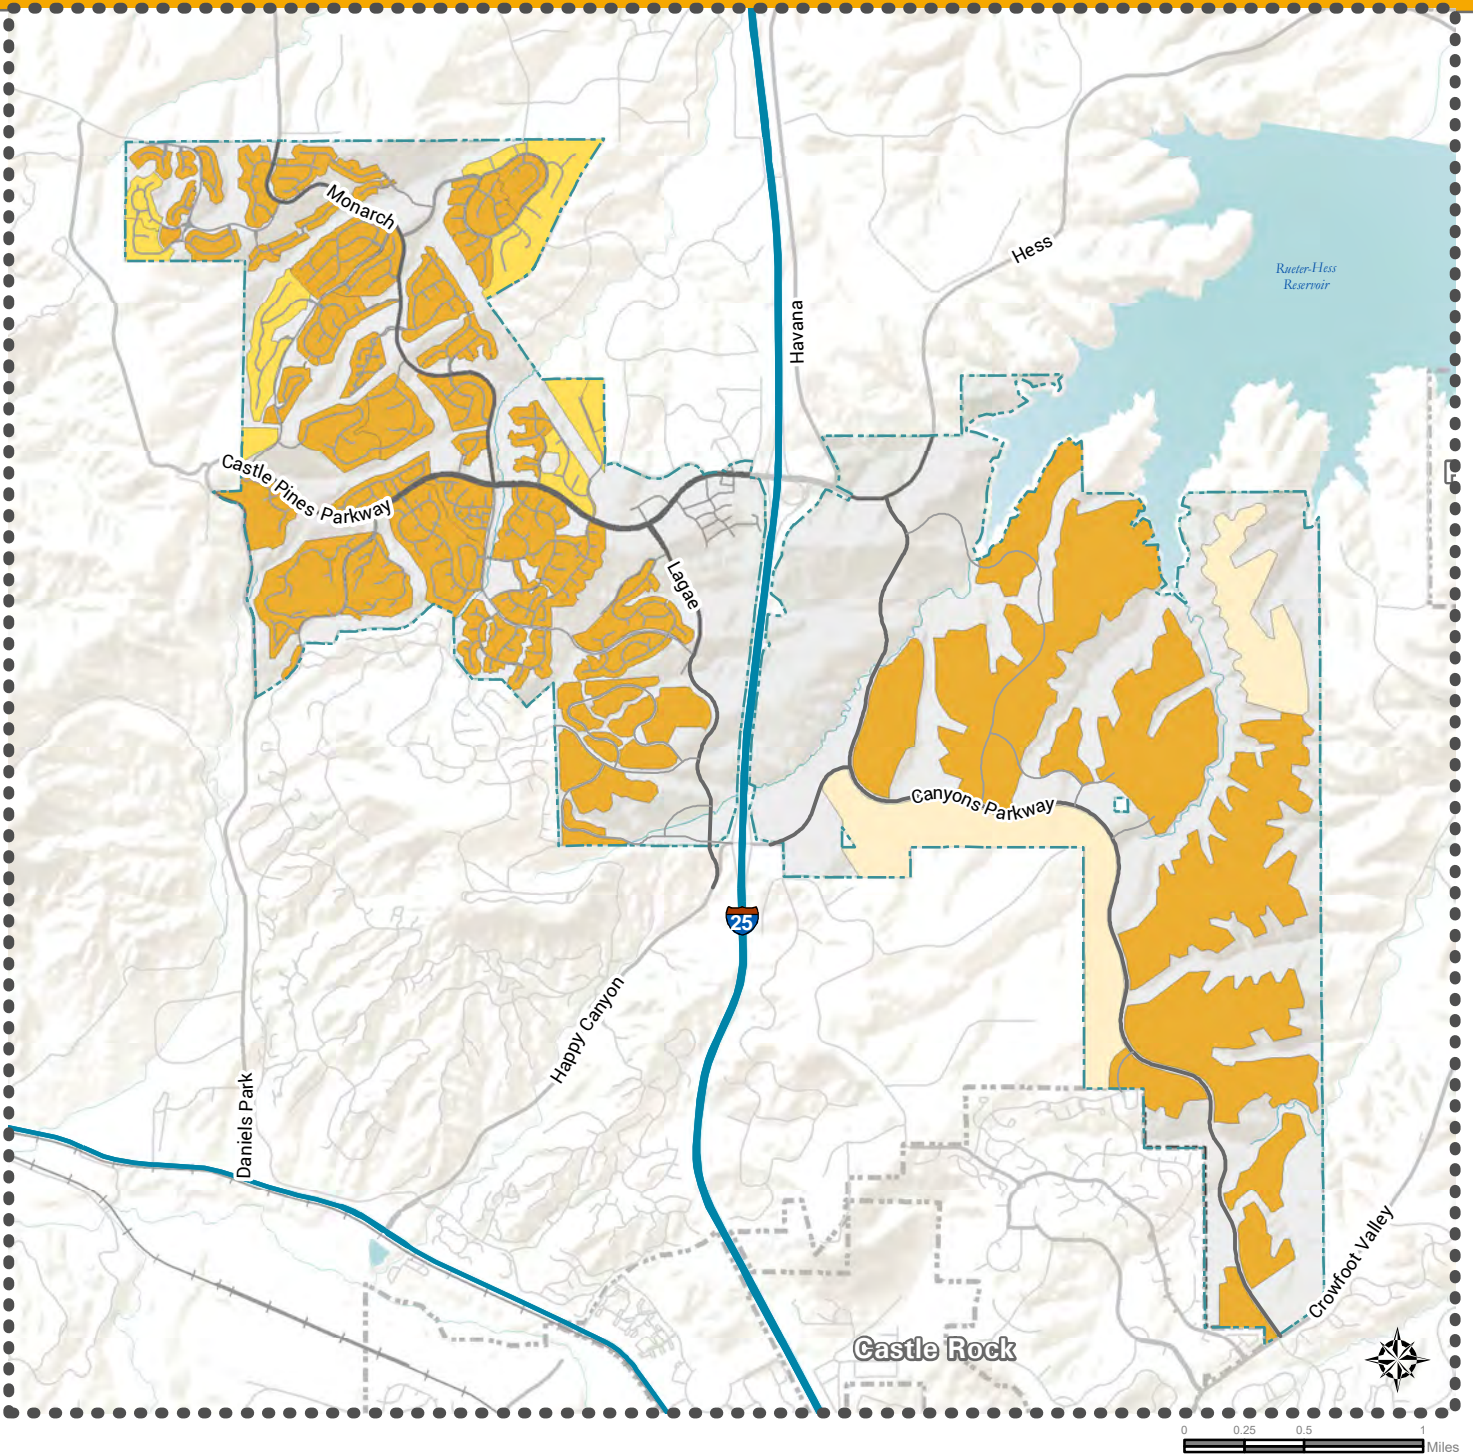 Monarch
Hess
Rueter-Hess
Reservoir
Havana
Castle Pines Parkway
Lagae
Canyons Parkway
25
Happy Canyon
Daniels Park
Crowfoot Valley
Castle Rock
0 0.25 0.5 1
Miles